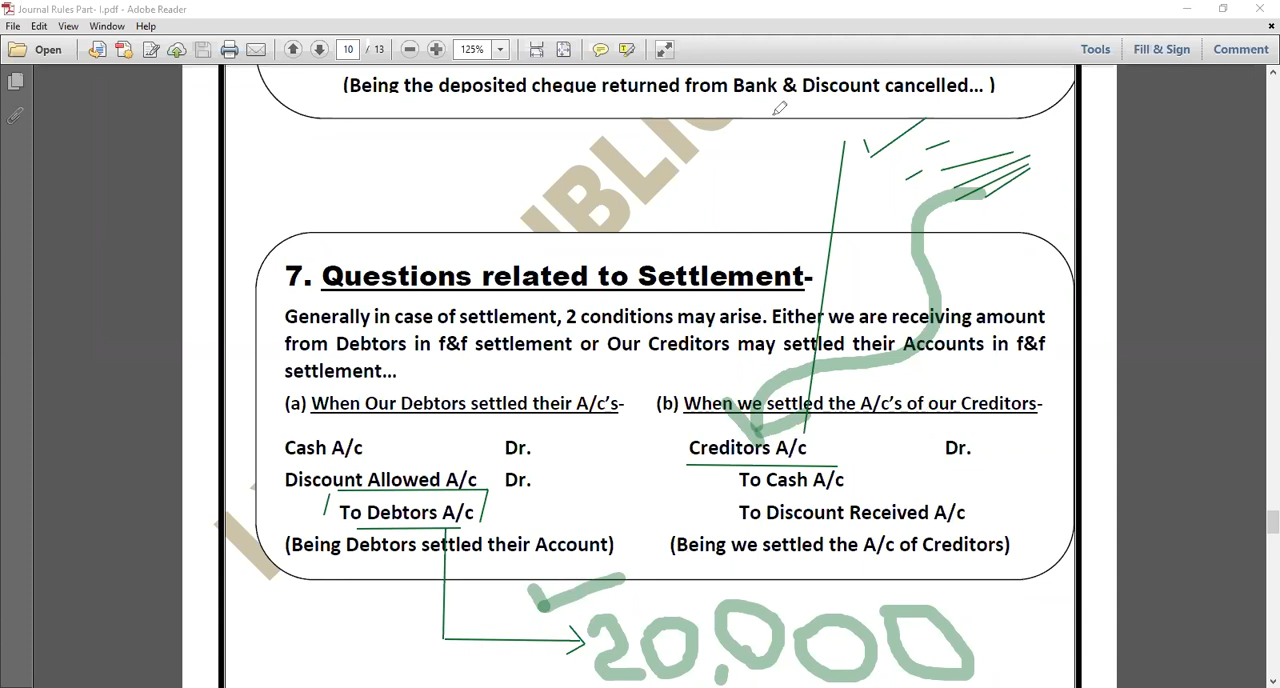 Journal Rules Part- I.pdf - Adobe Reader
File Edit View Window Help
Open 10 / 13 125% Tools Fill & Sign Comment
(Being the deposited cheque returned from Bank & Discount cancelled... )
7. Questions related to Settlement-
Generally in case of settlement, 2 conditions may arise. Either we are receiving amount
from Debtors in f&f settlement or Our Creditors may settled their Accounts in f&f
settlement...
(a) When Our Debtors settled their A/c's- (b) When we settled the A/c's of our Creditors-
Cash A/c Dr. Creditors A/c Dr.
Discount Allowed A/c Dr. To Cash A/c
To Debtors A/c To Discount Received A/c
(Being Debtors settled their Account) (Being we settled the A/c of Creditors)
20,000